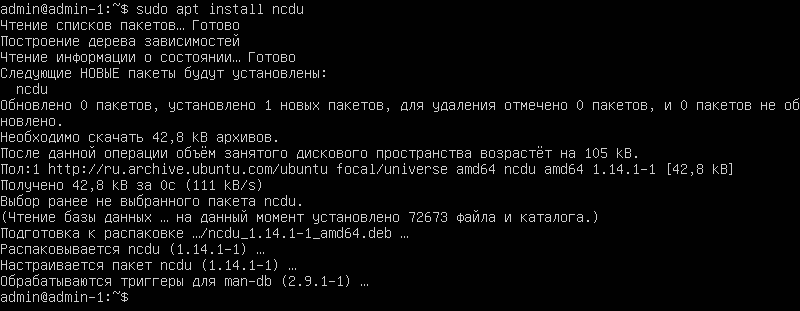 admin@admin-1:~$ sudo apt install ncdu
Чтение списков пакетов… Готово
Построение дерева зависимостей
Чтение информации о состоянии… Готово
Следующие НОВЫЕ пакеты будут установлены:
  ncdu
Обновлено 0 пакетов, установлено 1 новых пакетов, для удаления отмечено 0 пакетов, и 0 пакетов не об
новлено.
Необходимо скачать 42,8 kB архивов.
После данной операции объём занятого дискового пространства возрастёт на 105 kB.
Пол:1 http://ru.archive.ubuntu.com/ubuntu focal/universe amd64 ncdu amd64 1.14.1-1 [42,8 kB]
Получено 42,8 kB за 0с (111 kB/s)
Выбор ранее не выбранного пакета ncdu.
(Чтение базы данных … на данный момент установлено 72673 файла и каталога.)
Подготовка к распаковке …/ncdu_1.14.1-1_amd64.deb …
Распаковывается ncdu (1.14.1-1) …
Настраивается пакет ncdu (1.14.1-1) …
Обрабатываются триггеры для man-db (2.9.1-1) …
admin@admin-1:~$